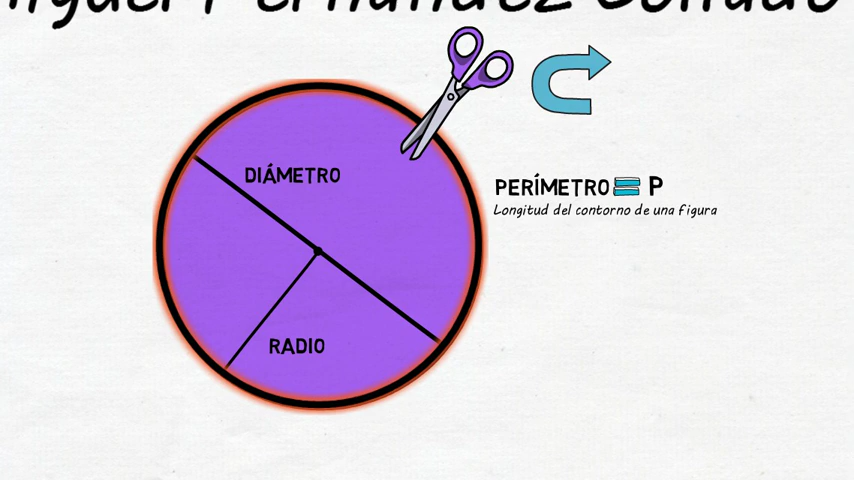 DIÁMETRO
PERÍMETRO = P
Longitud del contorno de una figura
RADIO